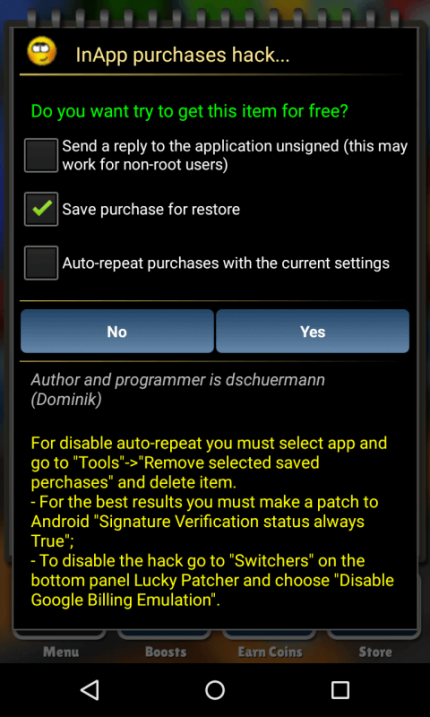 InApp purchases hack...
Do you want try to get this item for free?
Send a reply to the application unsigned (this may
work for non-root users)
Save purchase for restore
Auto-repeat purchases with the current settings
No
Yes
Author and programmer is dschuermann
(Dominik)
For disable auto-repeat you must select app and
go to "Tools"->"Remove selected saved
perchases" and delete item.
- For the best results you must make a patch to
Android "Signature Verification status always
True";
- To disable the hack go to "Switchers" on the
bottom panel Lucky Patcher and choose "Disable
Google Billing Emulation".
Menu
Boosts
Earn Coins
Store